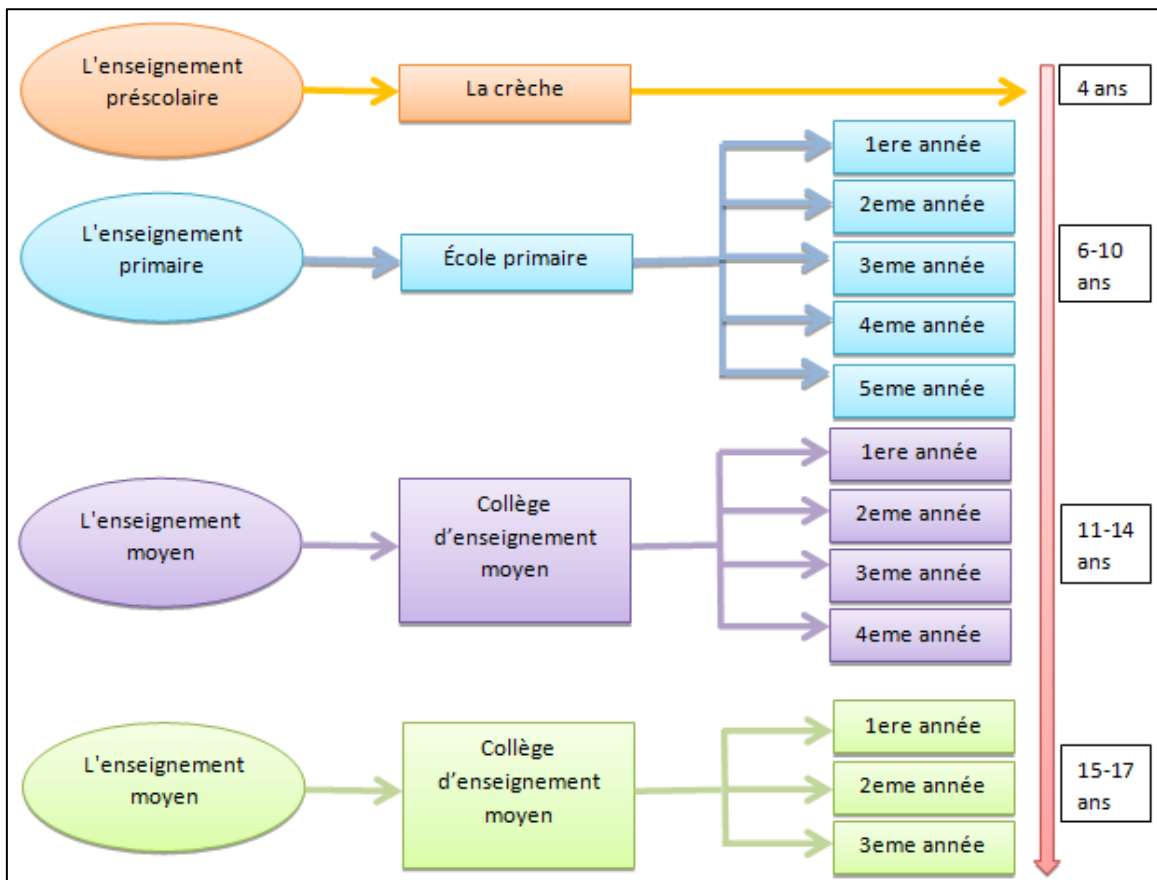 L'enseignement
préscolaire
La crèche
4 ans
L'enseignement
primaire
École primaire
1ere année
2eme année
3eme année
4eme année
5eme année
6-10
ans
L'enseignement
moyen
Collège
d’enseignement
moyen
1ere année
2eme année
3eme année
4eme année
11-14
ans
L'enseignement
moyen
Collège
d’enseignement
moyen
1ere année
2eme année
3eme année
15-17
ans